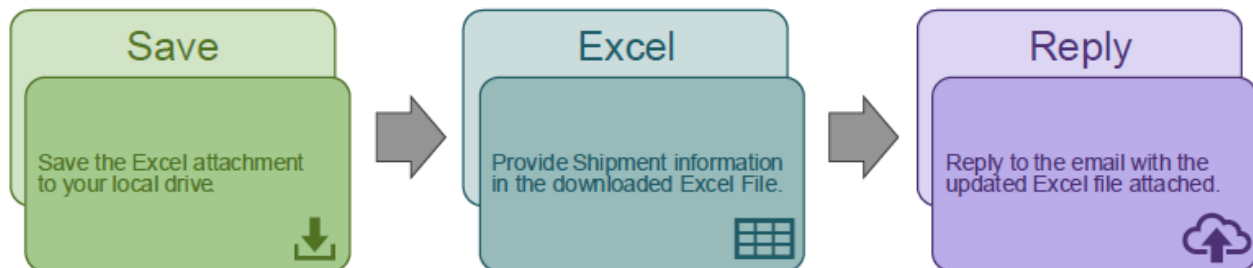 Save
Save the Excel attachment
to your local drive.
Excel
Provide Shipment information
in the downloaded Excel File.
Reply
Reply to the email with the
updated Excel file attached.